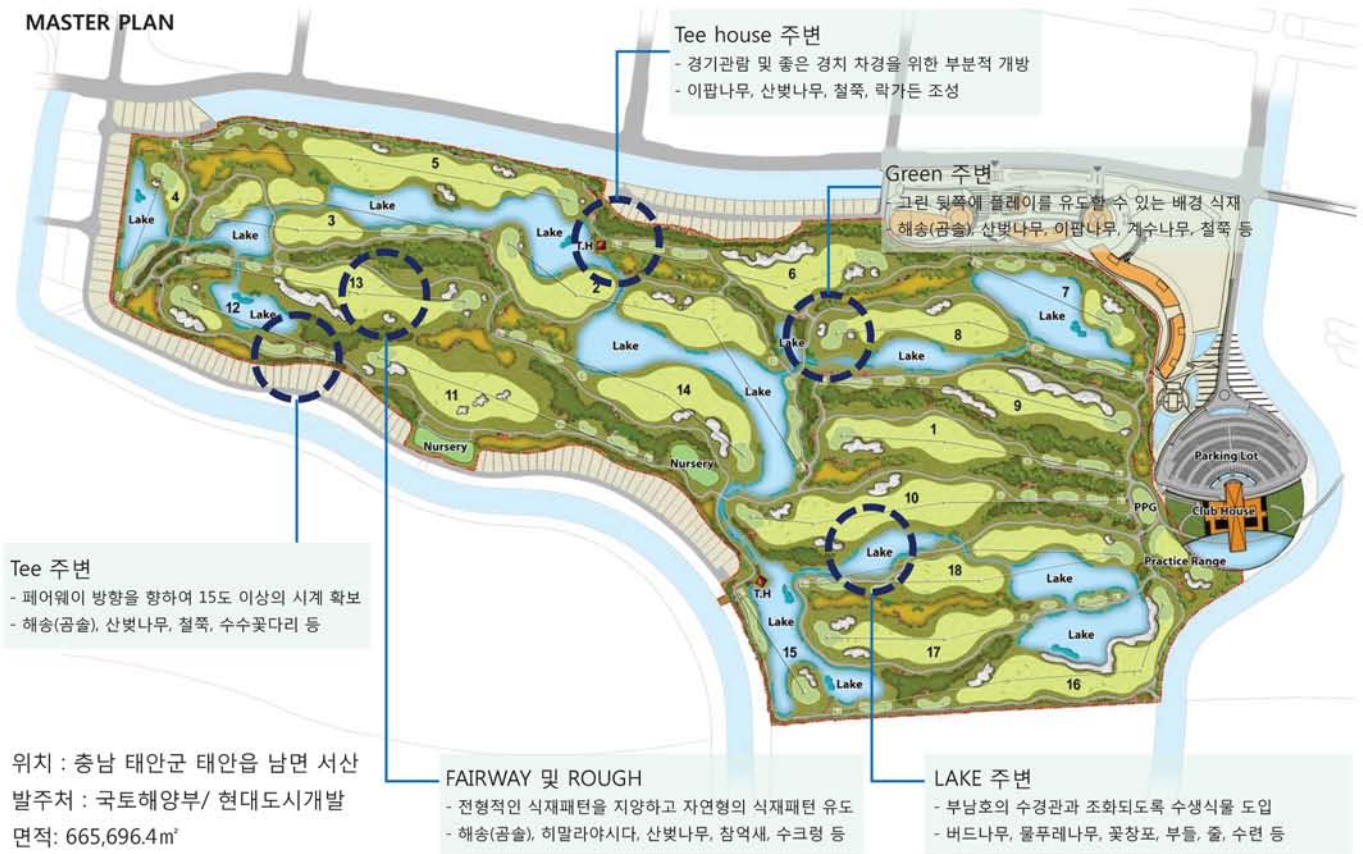 MASTER PLAN
Tee house 주변
- 경기관람 및 좋은 경치 차경을 위한 부분적 개방
- 이팝나무, 산벚나무, 철쭉, 락가든 조성
Green 주변
- 그린 뒷쪽에 플레이를 유도할 수 있는 배경 식재
- 해송(곰솔), 산벚나무, 이팝나무, 계수나무, 철쭉 등
5
4
Lake
3
Lake
Lake
Lake
T.H
2
6
7
Lake
13
12
Lake
Lake
8
Lake
Lake
Lake
11
14
9
1
Nursery
Nursery
Parking Lot
10
PPG
Club House
Lake
Practice Range
18
Lake
T.H
Lake
Lake
15
17
Lake
16
Tee 주변
- 페어웨이 방향을 향하여 15도 이상의 시계 확보
- 해송(곰솔), 산벚나무, 철쭉, 수수꽃다리 등
위치 : 충남 태안군 태안읍 남면 서산
발주처 : 국토해양부/ 현대도시개발
면적: 665,696.4㎡
FAIRWAY 및 ROUGH
- 전형적인 식재패턴을 지양하고 자연형의 식재패턴 유도
- 해송(곰솔), 히말라야시다, 산벚나무, 참억새, 수크렁 등
LAKE 주변
- 부남호의 수경관과 조화되도록 수생식물 도입
- 버드나무, 물푸레나무, 꽃창포, 부들, 줄, 수련 등